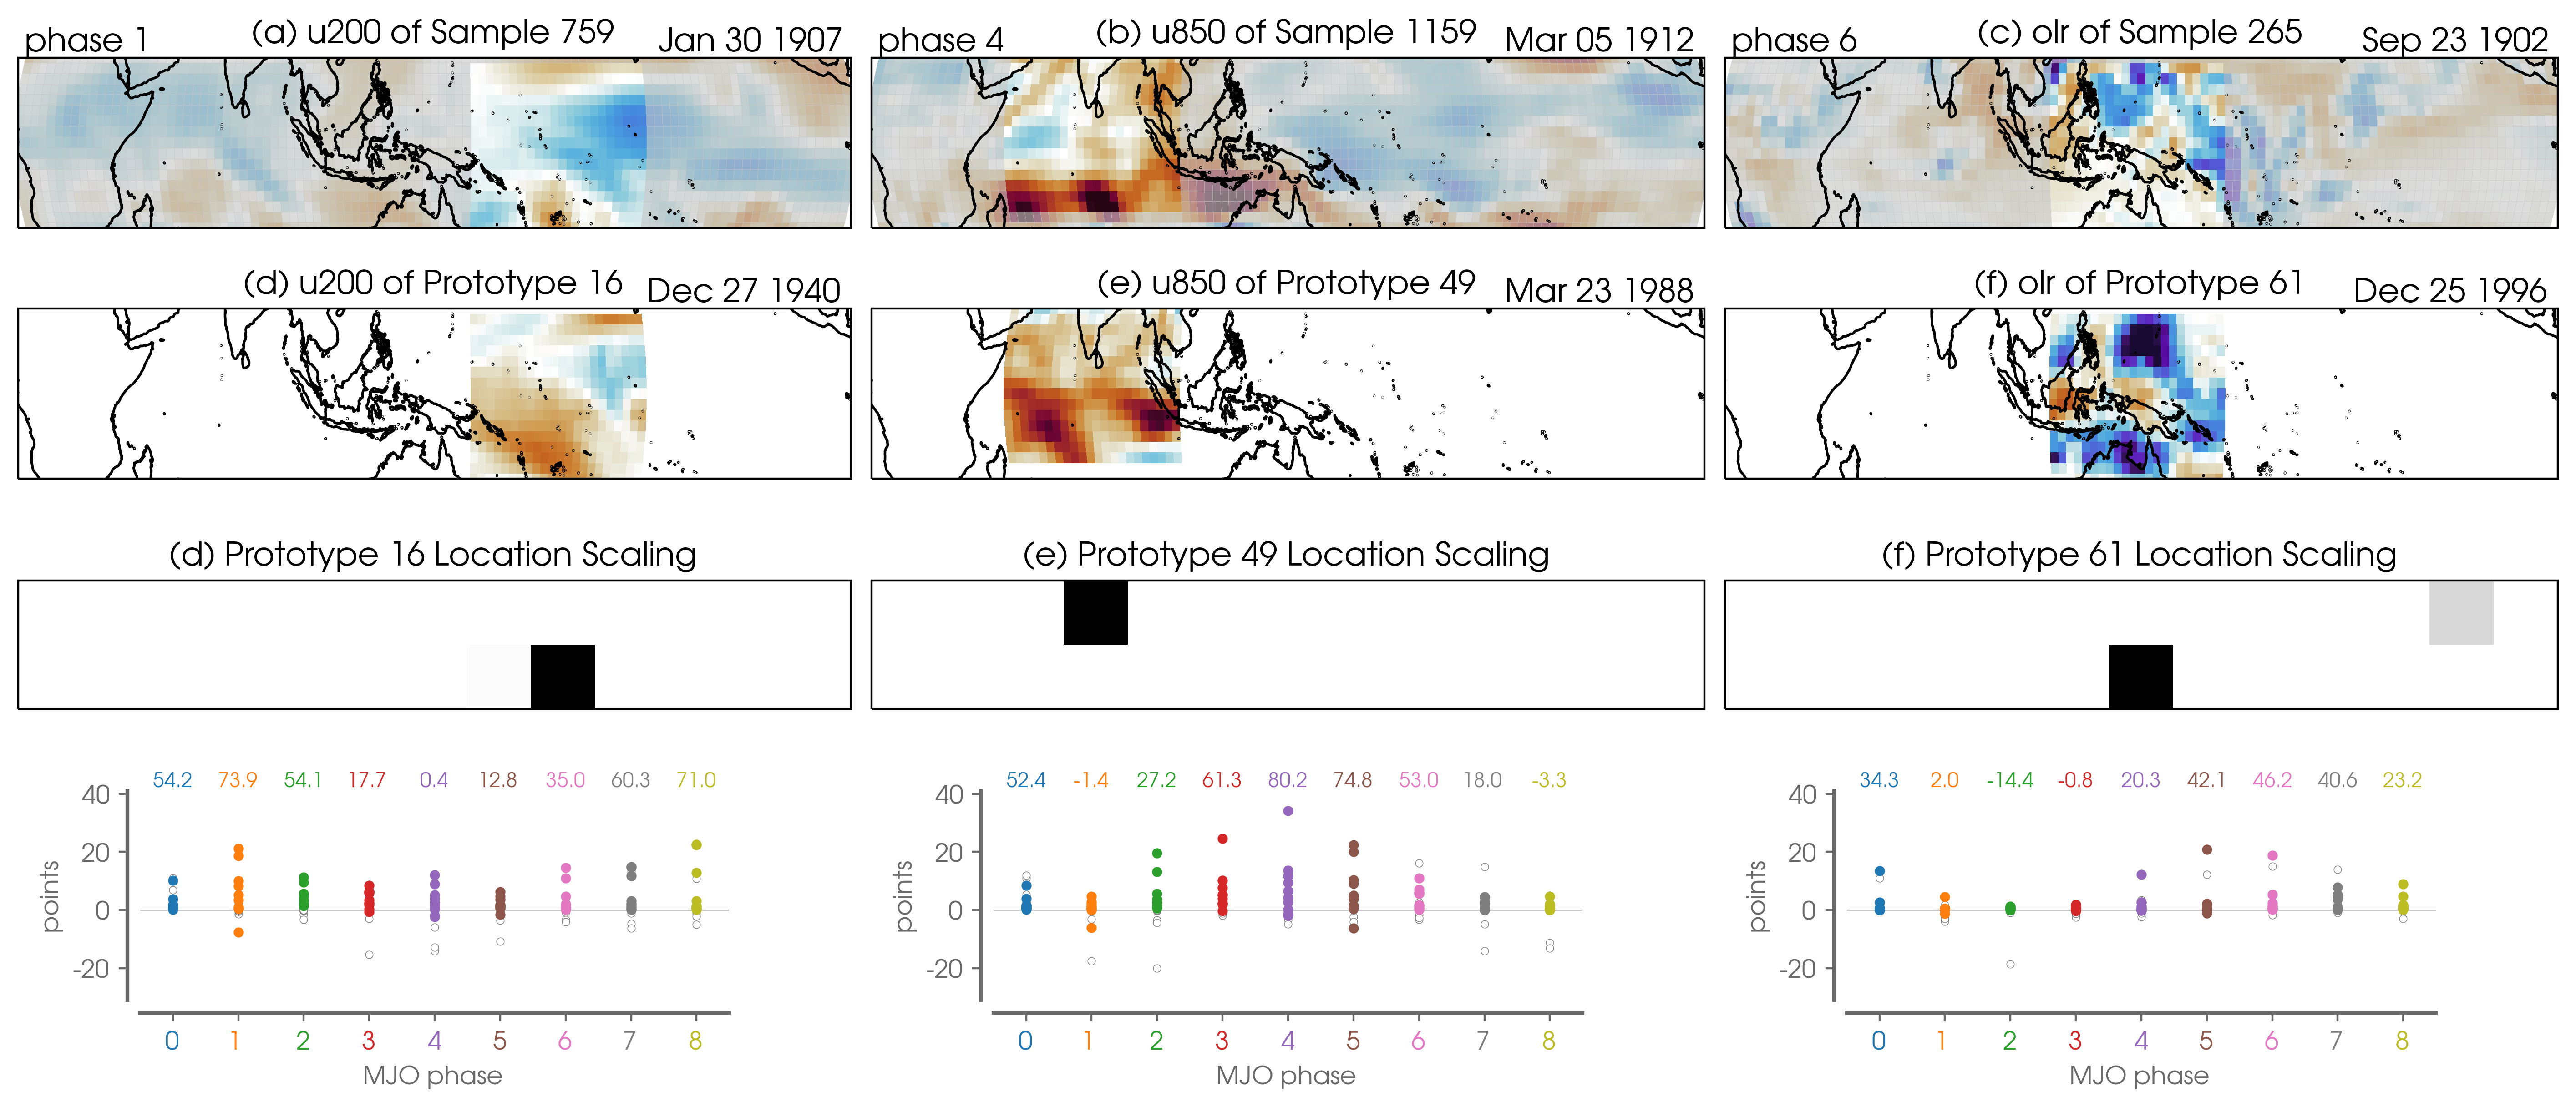 phase 1 (a) u200 of Sample 759 Jan 30 1907
phase 4 (b) u850 of Sample 1159 Mar 05 1912
phase 6 (c) olr of Sample 265 Sep 23 1902
(d) u200 of Prototype 16 Dec 27 1940
(e) u850 of Prototype 49 Mar 23 1988
(f) olr of Prototype 61 Dec 25 1996
(d) Prototype 16 Location Scaling
(e) Prototype 49 Location Scaling
(f) Prototype 61 Location Scaling
54.2 73.9 54.1 17.7 0.4 12.8 35.0 60.3 71.0
40
20
0
-20
points
0 1 2 3 4 5 6 7 8
MJO phase
52.4 -1.4 27.2 61.3 80.2 74.8 53.0 18.0 -3.3
40
20
0
-20
points
0 1 2 3 4 5 6 7 8
MJO phase
34.3 2.0 -14.4 -0.8 20.3 42.1 46.2 40.6 23.2
40
20
0
-20
points
0 1 2 3 4 5 6 7 8
MJO phase